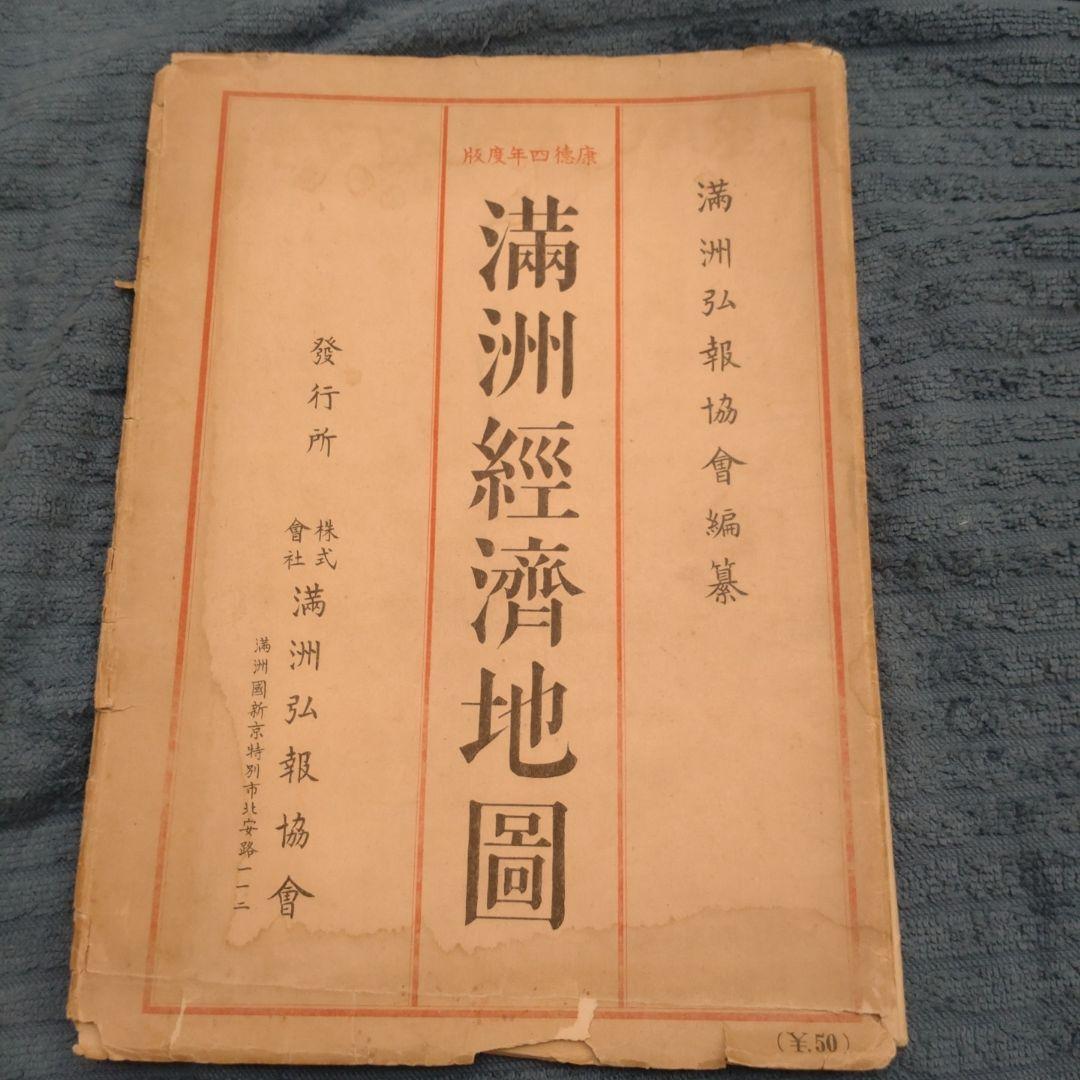 滿洲弘報協會編纂
康德四年度版
滿洲經濟地圖
發行所 株式會社 滿洲弘報協會
滿洲國新京特別市北安路一一二
(¥.50)